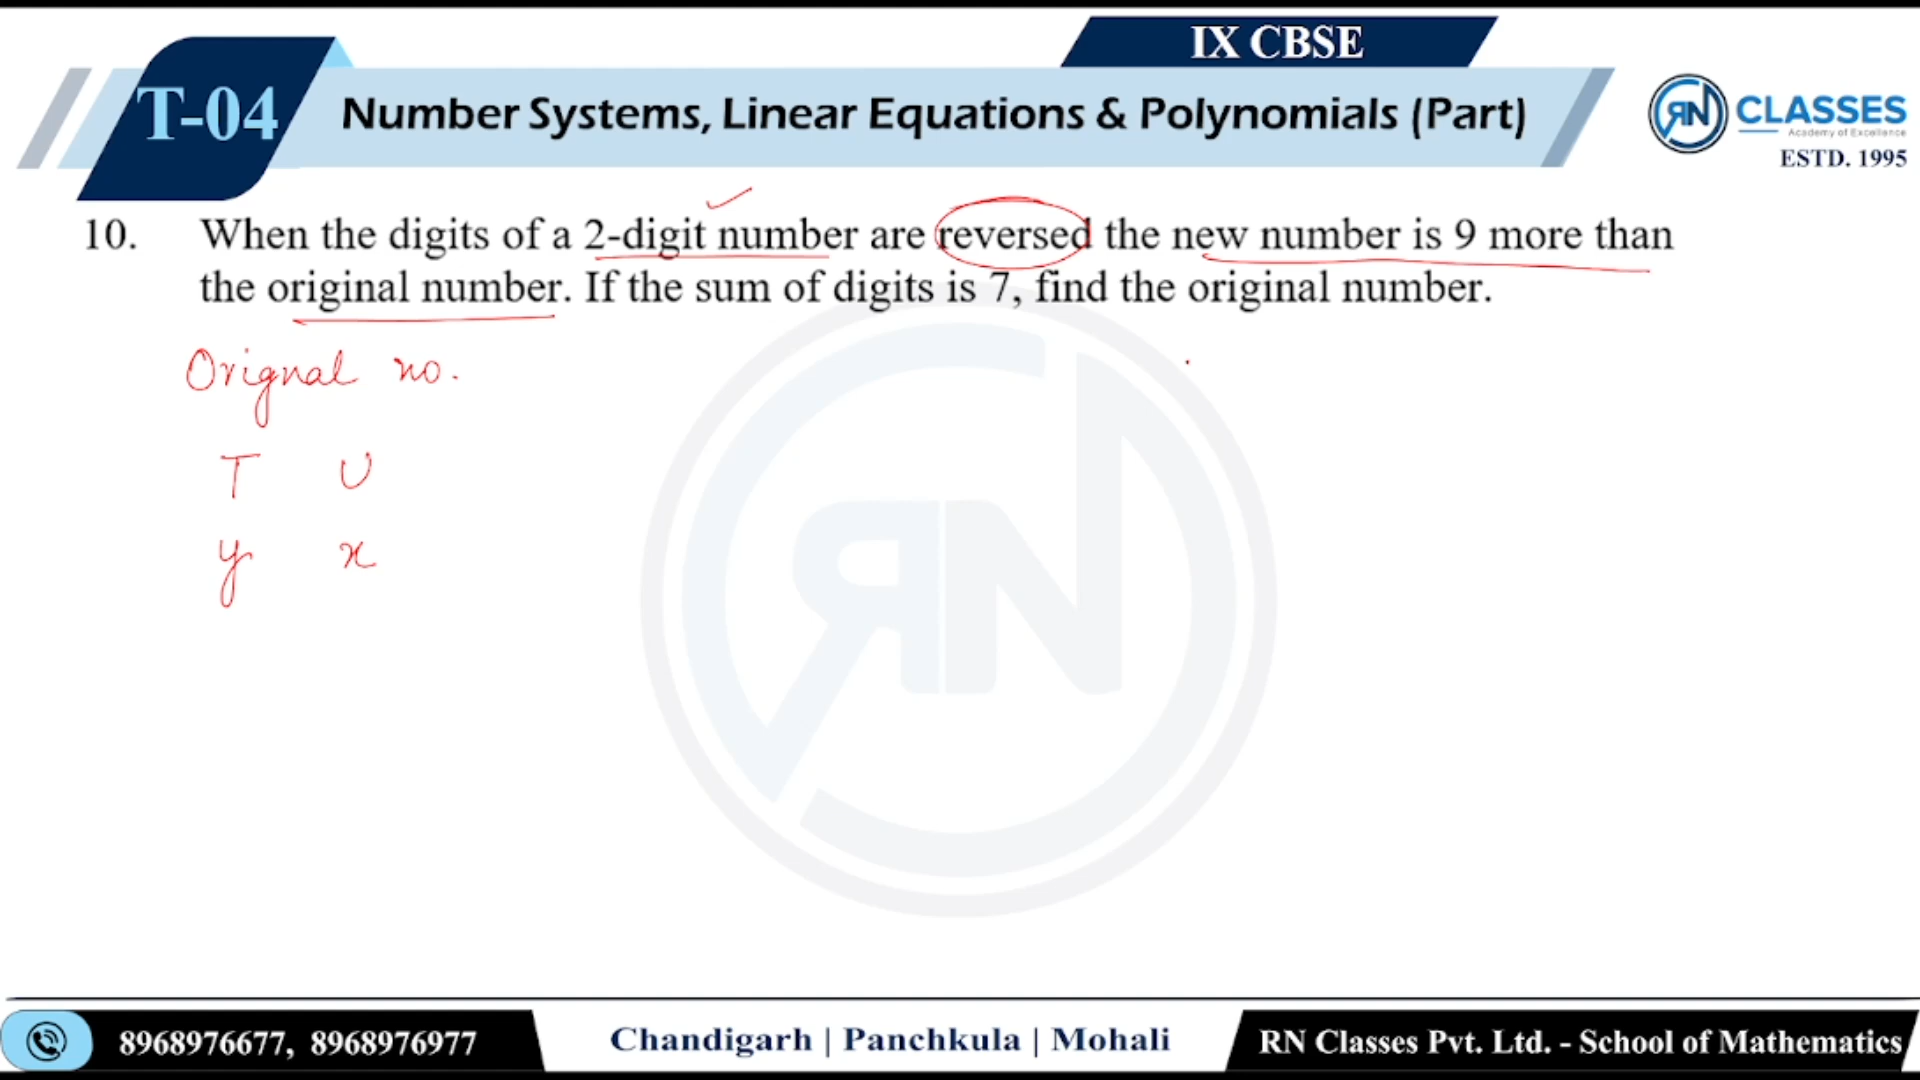 IX CBSE
T-04
Number Systems, Linear Equations & Polynomials (Part)
RN CLASSES
Academy of Excellence
ESTD. 1995
10. When the digits of a 2-digit number are reversed the new number is 9 more than
the original number. If the sum of digits is 7, find the original number.
Orignal no.
T U
y x
RN
8968976677, 8968976977
Chandigarh | Panchkula | Mohali
RN Classes Pvt. Ltd. - School of Mathematics